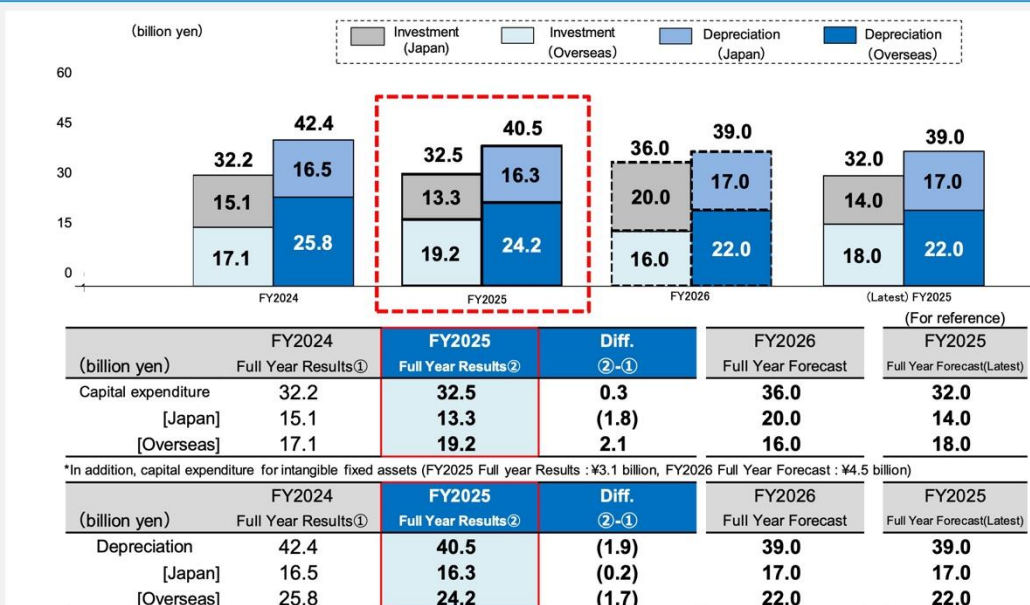 (billion yen)
Investment (Japan)
Investment (Overseas)
Depreciation (Japan)
Depreciation (Overseas)
60
45
30
15
0
32.2 42.4
15.1 16.5
17.1 25.8
FY2024
32.5 40.5
13.3 16.3
19.2 24.2
FY2025
36.0 39.0
20.0 17.0
16.0 22.0
FY2026
32.0 39.0
14.0 17.0
18.0 22.0
(Latest) FY2025
(For reference)
FY2024 FY2025 Diff. FY2026 FY2025
(billion yen) Full Year Results① Full Year Results② ②-① Full Year Forecast Full Year Forecast(Latest)
Capital expenditure 32.2 32.5 0.3 36.0 32.0
[Japan] 15.1 13.3 (1.8) 20.0 14.0
[Overseas] 17.1 19.2 2.1 16.0 18.0
*In addition, capital expenditure for intangible fixed assets (FY2025 Full year Results : ¥3.1 billion, FY2026 Full Year Forecast : ¥4.5 billion)
FY2024 FY2025 Diff. FY2026 FY2025
(billion yen) Full Year Results① Full Year Results② ②-① Full Year Forecast Full Year Forecast(Latest)
Depreciation 42.4 40.5 (1.9) 39.0 39.0
[Japan] 16.5 16.3 (0.2) 17.0 17.0
[Overseas] 25.8 24.2 (1.7) 22.0 22.0